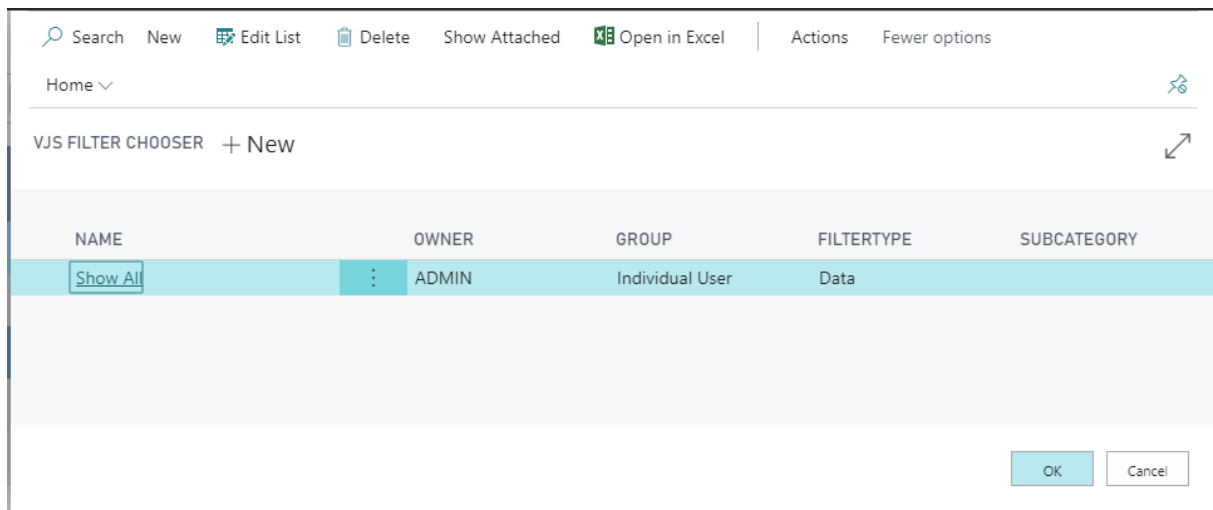 Search New Edit List Delete Show Attached Open in Excel Actions Fewer options
Home
VJS FILTER CHOOSER + New
NAME OWNER GROUP FILTERTYPE SUBCATEGORY
Show All ADMIN Individual User Data
OK Cancel